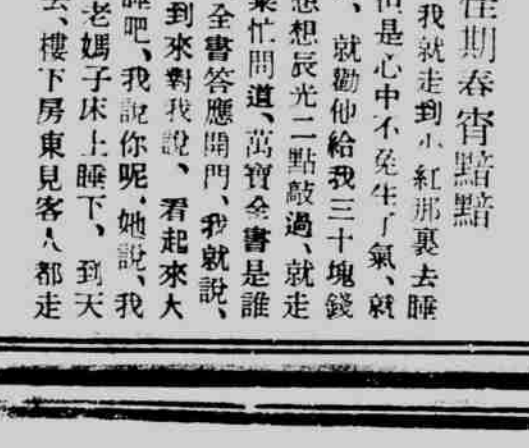 佳期春宵黯黯
我就走到小紅那裏去睡
但是心中不免生了氣、就
、就勸他給我三十塊錢
想想辰光二點敲過、就走
棠忙問道、萬寶全書是誰
全書答應開門、我就說、
到來對我說、看起來大
睡吧、我說你呢、她說、我
老媽子床上睡下、到天
去、樓下房東見客人都走